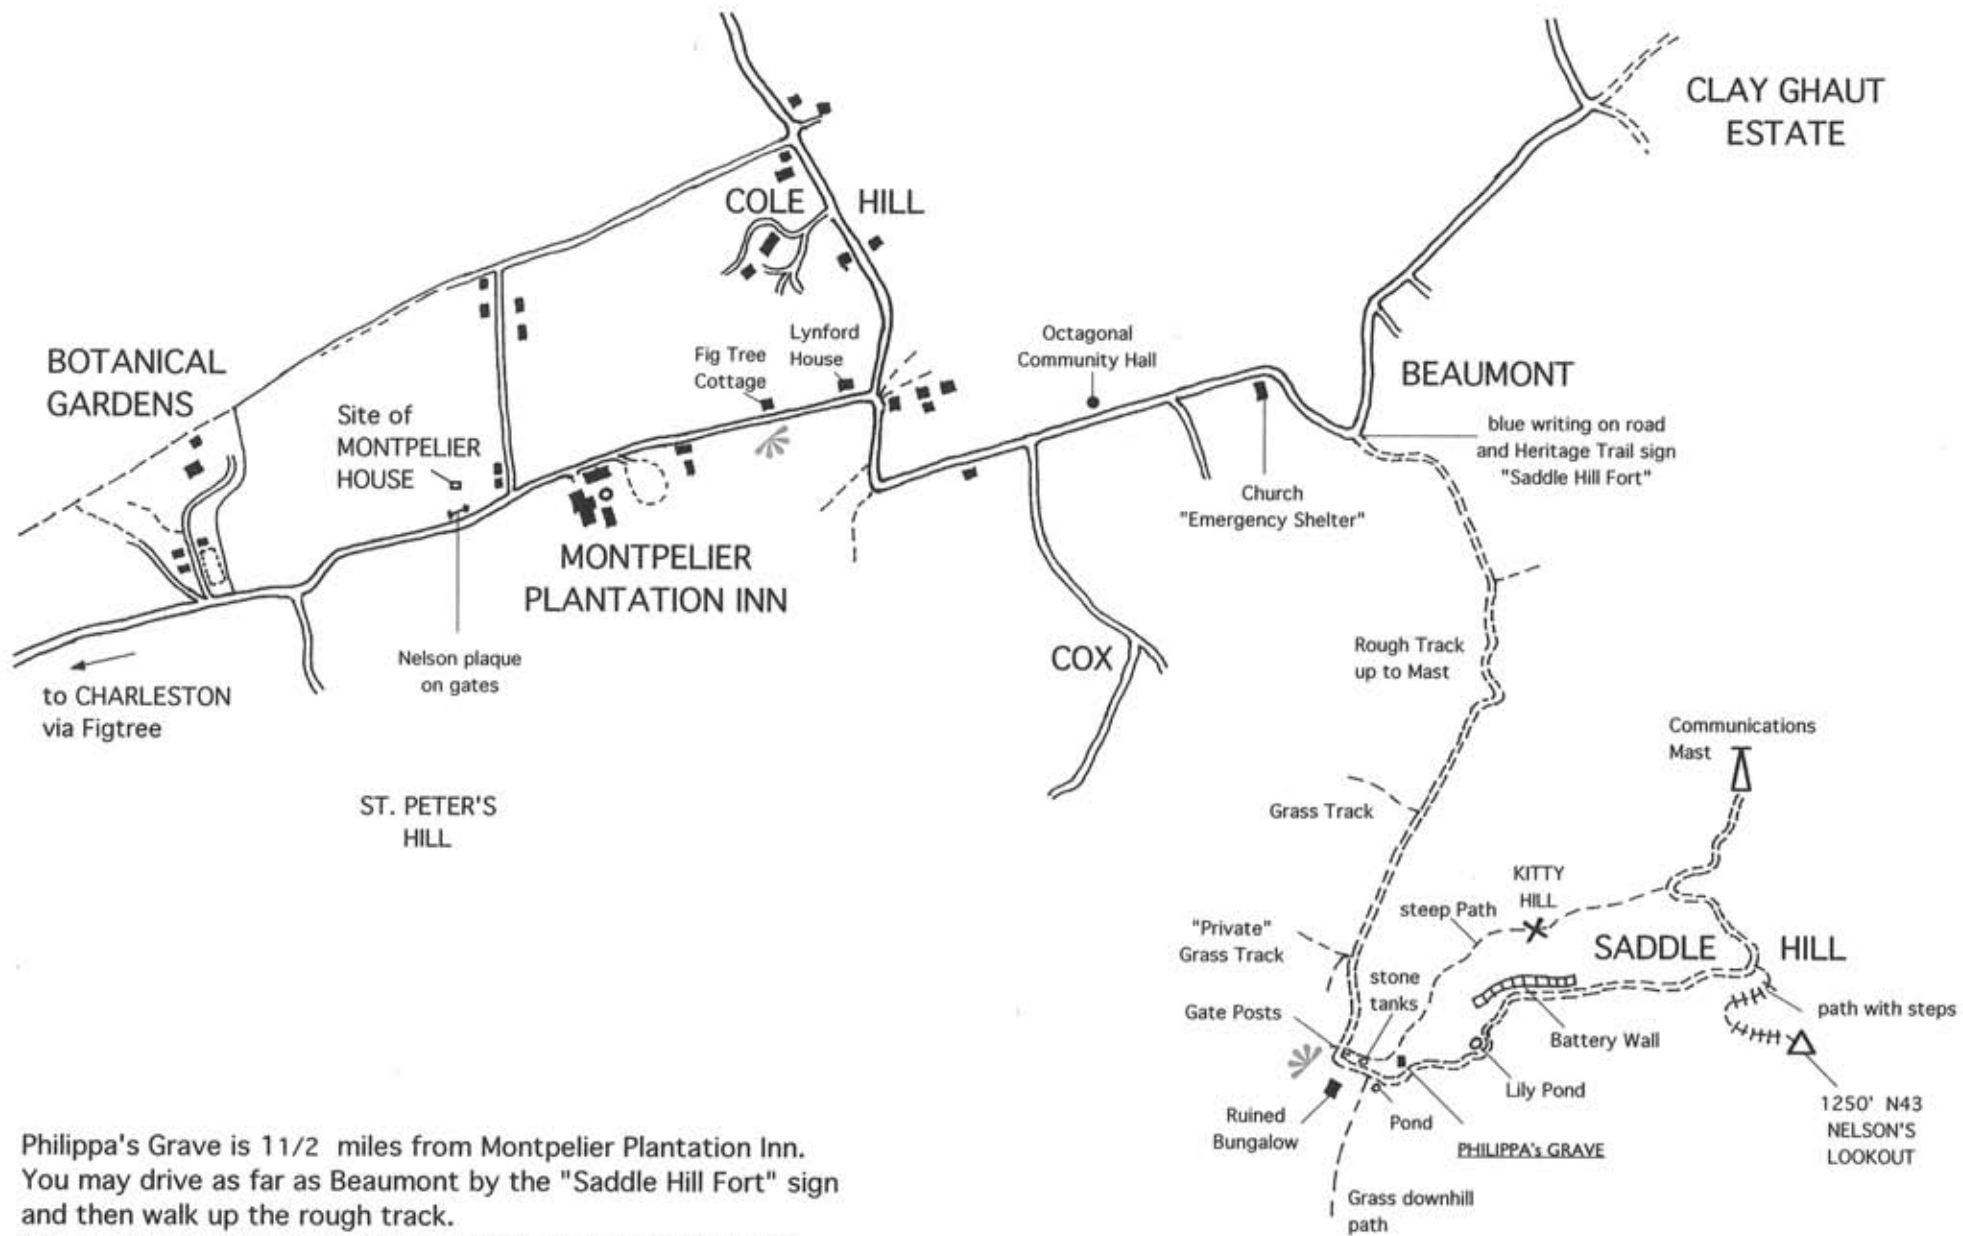 CLAY GHAUT
ESTATE
COLE HILL
BOTANICAL
GARDENS
Site of
MONTPELIER
HOUSE
Fig Tree
Cottage
Lynford
House
Octagonal
Community Hall
BEAUMONT
blue writing on road
and Heritage Trail sign
"Saddle Hill Fort"
Church
"Emergency Shelter"
MONTPELIER
PLANTATION INN
Nelson plaque
on gates
to CHARLESTON
via Figtree
COX
Rough Track
up to Mast
ST. PETER'S
HILL
Communications
Mast
Grass Track
KITTY
HILL
steep Path
"Private"
Grass Track
SADDLE HILL
stone
tanks
Gate Posts
path with steps
Battery Wall
Lily Pond
Ruined
Bungalow
Pond
PHILIPPA's GRAVE
1250' N43
NELSON'S
LOOKOUT
Grass downhill
path
Philippa's Grave is 11/2 miles from Montpelier Plantation Inn.
You may drive as far as Beaumont by the "Saddle Hill Fort" sign
and then walk up the rough track.